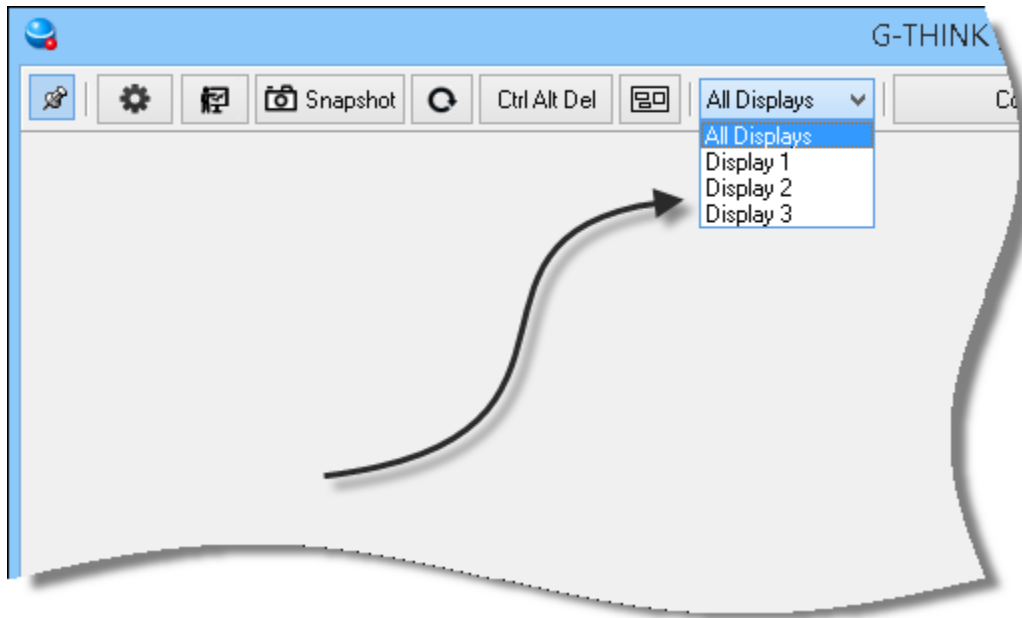 G-THINK
Snapshot
Ctrl Alt Del
All Displays
All Displays
Display 1
Display 2
Display 3